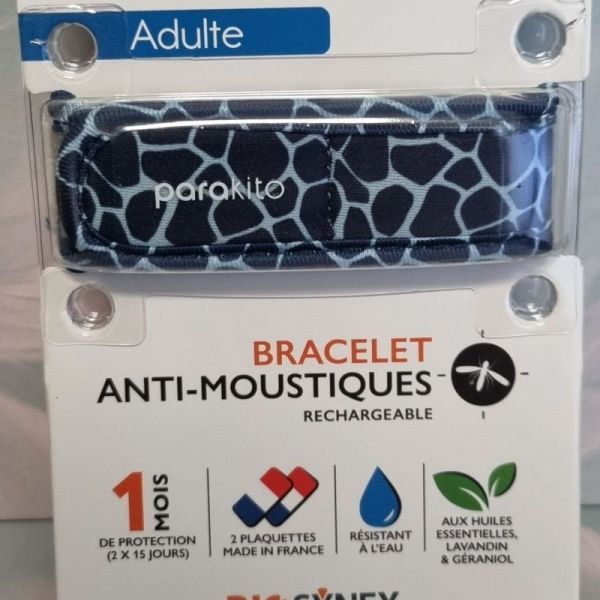 Adulte
parakito
BRACELET
ANTI-MOUSTIQUES
RECHARGEABLE
1 MOIS
DE PROTECTION
(2 X 15 JOURS)
2 PLAQUETTES
MADE IN FRANCE
RÉSISTANT
À L'EAU
AUX HUILES
ESSENTIELLES,
LAVANDIN
& GÉRANIOL